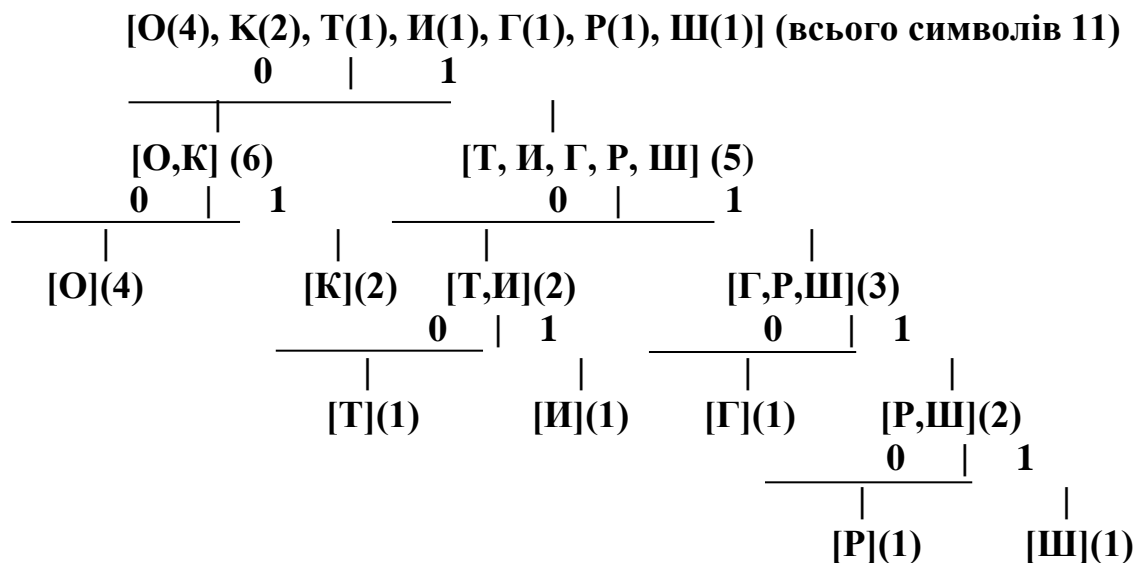 [О(4), К(2), Т(1), И(1), Г(1), Р(1), Ш(1)] (всього символів 11)
0 | 1
| |
[О,К] (6) [Т, И, Г, Р, Ш] (5)
0 | 1 0 | 1
| | | |
[О](4) [К](2) [Т,И](2) [Г,Р,Ш](3)
0 | 1 0 | 1
| | | |
[Т](1) [И](1) [Г](1) [Р,Ш](2)
0 | 1
| |
[Р](1) [Ш](1)